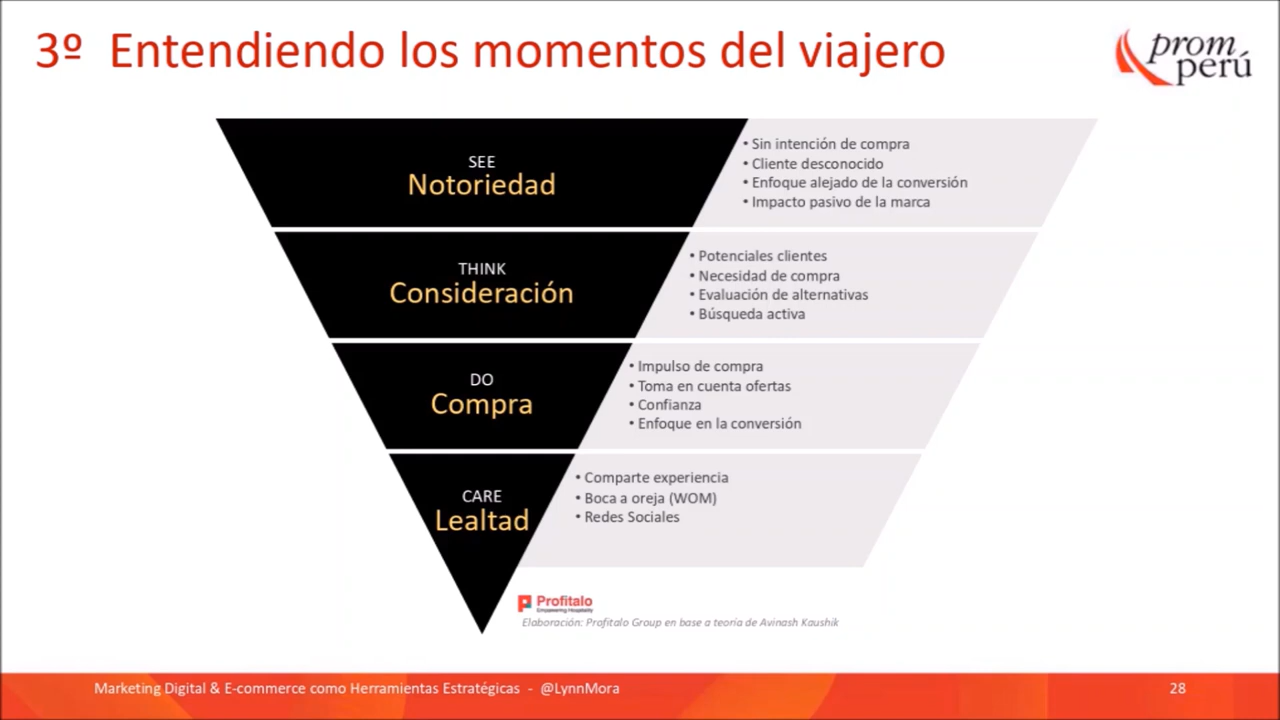 3º Entendiendo los momentos del viajero
prom
perú
SEE
Notoriedad
• Sin intención de compra
• Cliente desconocido
• Enfoque alejado de la conversión
• Impacto pasivo de la marca
THINK
Consideración
• Potenciales clientes
• Necesidad de compra
• Evaluación de alternativas
• Búsqueda activa
DO
Compra
• Impulso de compra
• Toma en cuenta ofertas
• Confianza
• Enfoque en la conversión
CARE
Lealtad
• Comparte experiencia
• Boca a oreja (WOM)
• Redes Sociales
Profitalo
Empowering Hospitality
Elaboración: Profitalo Group en base a teoría de Avinash Kaushik
Marketing Digital & E-commerce como Herramientas Estratégicas - @LynnMora
28